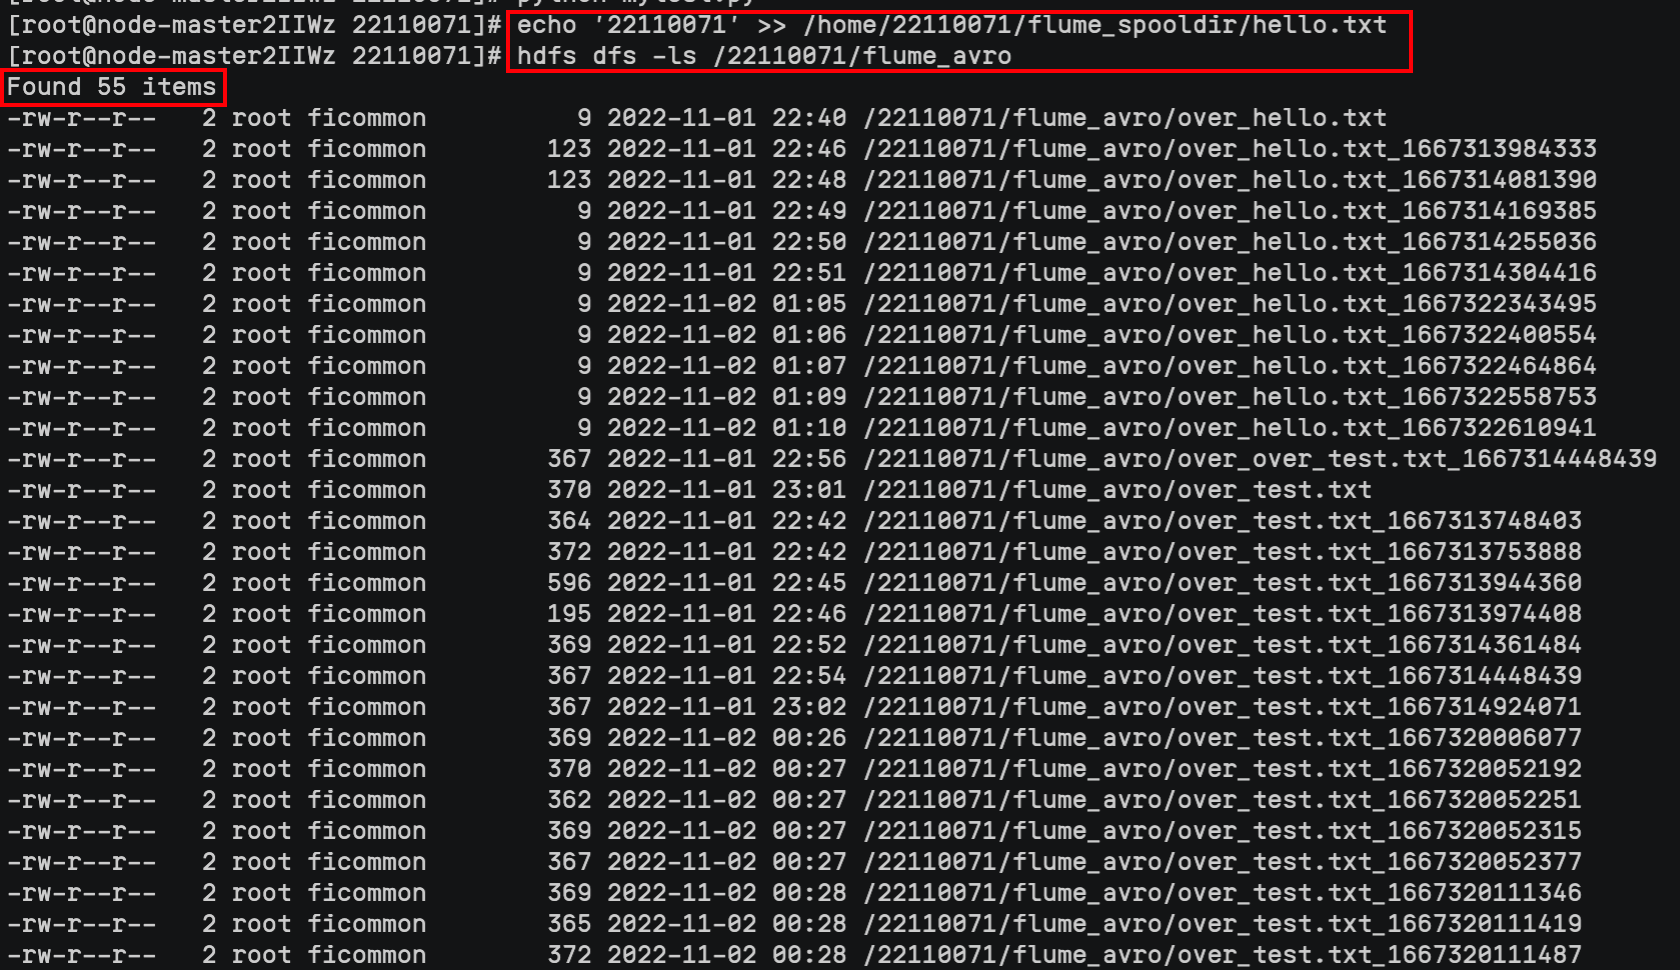 [root@node-master2IIWz 22110071]# python mytest.py
[root@node-master2IIWz 22110071]# echo '22110071' >> /home/22110071/flume_spooldir/hello.txt
[root@node-master2IIWz 22110071]# hdfs dfs -ls /22110071/flume_avro
Found 55 items
-rw-r--r--   2 root ficommon          9 2022-11-01 22:40 /22110071/flume_avro/over_hello.txt
-rw-r--r--   2 root ficommon        123 2022-11-01 22:46 /22110071/flume_avro/over_hello.txt_1667313984333
-rw-r--r--   2 root ficommon        123 2022-11-01 22:48 /22110071/flume_avro/over_hello.txt_1667314081390
-rw-r--r--   2 root ficommon          9 2022-11-01 22:49 /22110071/flume_avro/over_hello.txt_1667314169385
-rw-r--r--   2 root ficommon          9 2022-11-01 22:50 /22110071/flume_avro/over_hello.txt_1667314255036
-rw-r--r--   2 root ficommon          9 2022-11-01 22:51 /22110071/flume_avro/over_hello.txt_1667314304416
-rw-r--r--   2 root ficommon          9 2022-11-02 01:05 /22110071/flume_avro/over_hello.txt_1667322343495
-rw-r--r--   2 root ficommon          9 2022-11-02 01:06 /22110071/flume_avro/over_hello.txt_1667322400554
-rw-r--r--   2 root ficommon          9 2022-11-02 01:07 /22110071/flume_avro/over_hello.txt_1667322464864
-rw-r--r--   2 root ficommon          9 2022-11-02 01:09 /22110071/flume_avro/over_hello.txt_1667322558753
-rw-r--r--   2 root ficommon          9 2022-11-02 01:10 /22110071/flume_avro/over_hello.txt_1667322610941
-rw-r--r--   2 root ficommon        367 2022-11-01 22:56 /22110071/flume_avro/over_over_test.txt_1667314448439
-rw-r--r--   2 root ficommon        370 2022-11-01 23:01 /22110071/flume_avro/over_test.txt
-rw-r--r--   2 root ficommon        364 2022-11-01 22:42 /22110071/flume_avro/over_test.txt_1667313748403
-rw-r--r--   2 root ficommon        372 2022-11-01 22:42 /22110071/flume_avro/over_test.txt_1667313753888
-rw-r--r--   2 root ficommon        596 2022-11-01 22:45 /22110071/flume_avro/over_test.txt_1667313944360
-rw-r--r--   2 root ficommon        195 2022-11-01 22:46 /22110071/flume_avro/over_test.txt_1667313974408
-rw-r--r--   2 root ficommon        369 2022-11-01 22:52 /22110071/flume_avro/over_test.txt_1667314361484
-rw-r--r--   2 root ficommon        367 2022-11-01 22:54 /22110071/flume_avro/over_test.txt_1667314448439
-rw-r--r--   2 root ficommon        367 2022-11-01 23:02 /22110071/flume_avro/over_test.txt_1667314924071
-rw-r--r--   2 root ficommon        369 2022-11-02 00:26 /22110071/flume_avro/over_test.txt_1667320006077
-rw-r--r--   2 root ficommon        370 2022-11-02 00:27 /22110071/flume_avro/over_test.txt_1667320052192
-rw-r--r--   2 root ficommon        362 2022-11-02 00:27 /22110071/flume_avro/over_test.txt_1667320052251
-rw-r--r--   2 root ficommon        369 2022-11-02 00:27 /22110071/flume_avro/over_test.txt_1667320052315
-rw-r--r--   2 root ficommon        367 2022-11-02 00:27 /22110071/flume_avro/over_test.txt_1667320052377
-rw-r--r--   2 root ficommon        369 2022-11-02 00:28 /22110071/flume_avro/over_test.txt_1667320111346
-rw-r--r--   2 root ficommon        365 2022-11-02 00:28 /22110071/flume_avro/over_test.txt_1667320111419
-rw-r--r--   2 root ficommon        372 2022-11-02 00:28 /22110071/flume_avro/over_test.txt_1667320111487